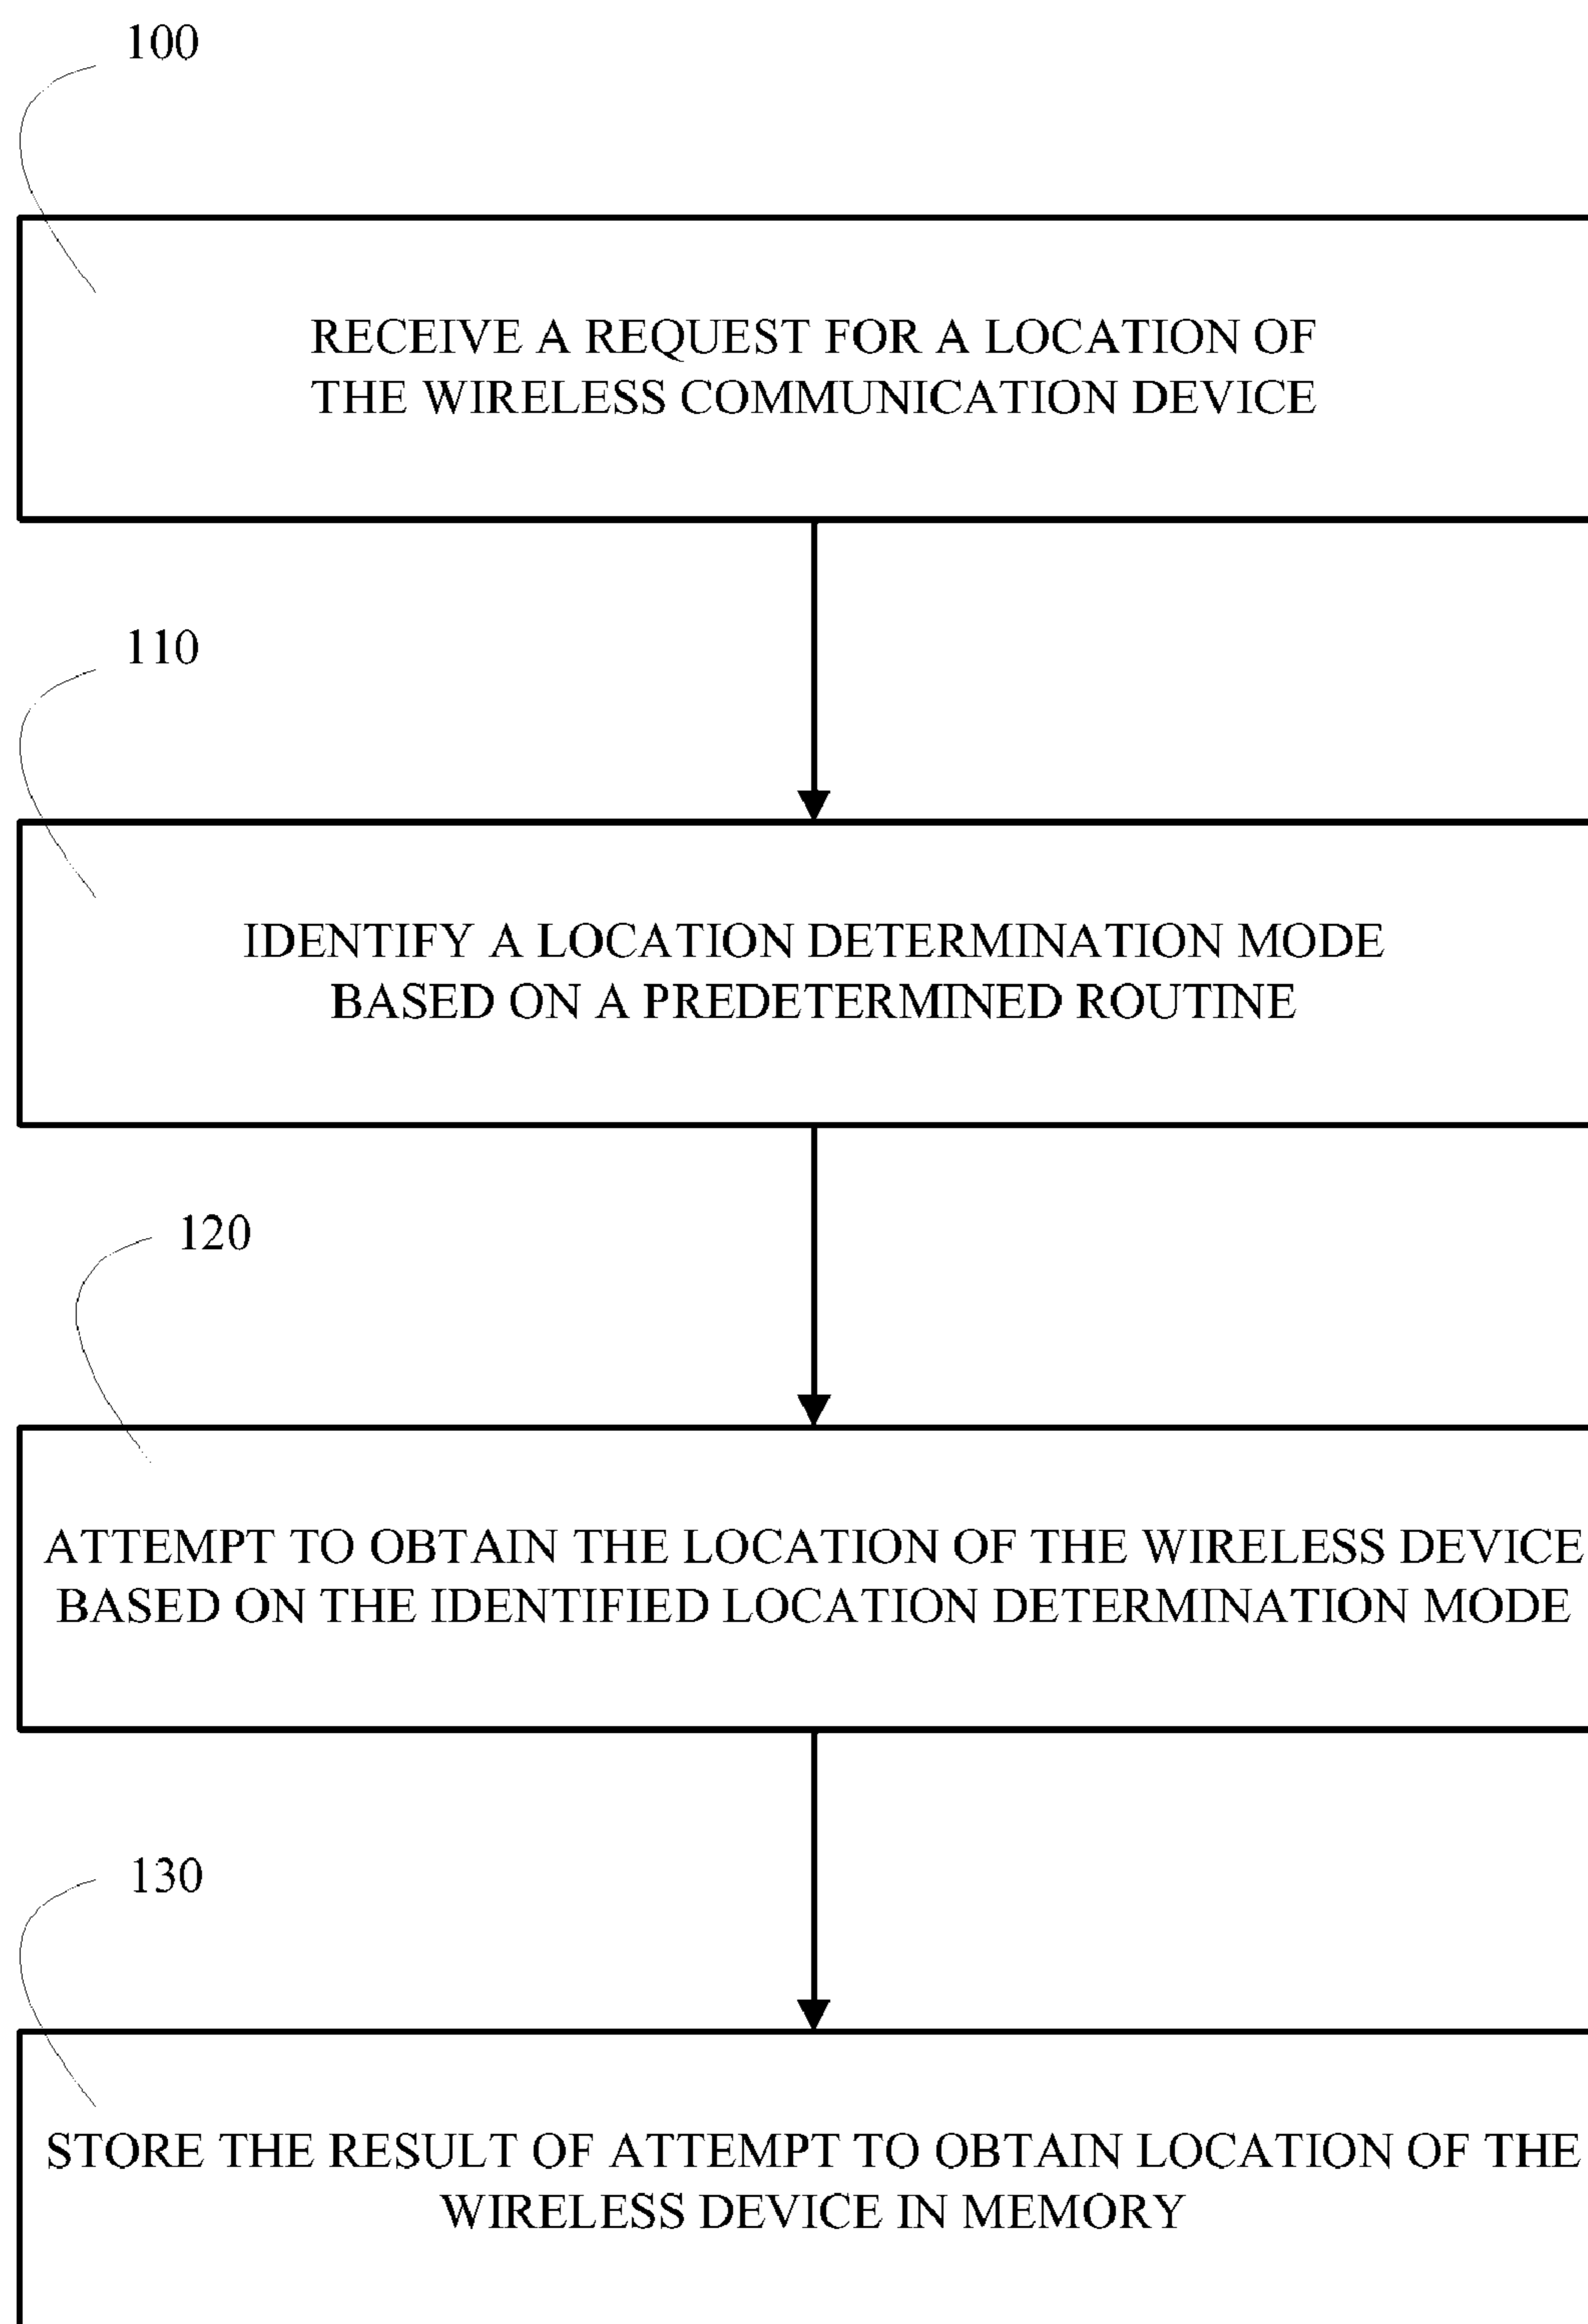 100
RECEIVE A REQUEST FOR A LOCATION OF
THE WIRELESS COMMUNICATION DEVICE
110
IDENTIFY A LOCATION DETERMINATION MODE
BASED ON A PREDETERMINED ROUTINE
120
ATTEMPT TO OBTAIN THE LOCATION OF THE WIRELESS DEVICE
BASED ON THE IDENTIFIED LOCATION DETERMINATION MODE
130
STORE THE RESULT OF ATTEMPT TO OBTAIN LOCATION OF THE
WIRELESS DEVICE IN MEMORY